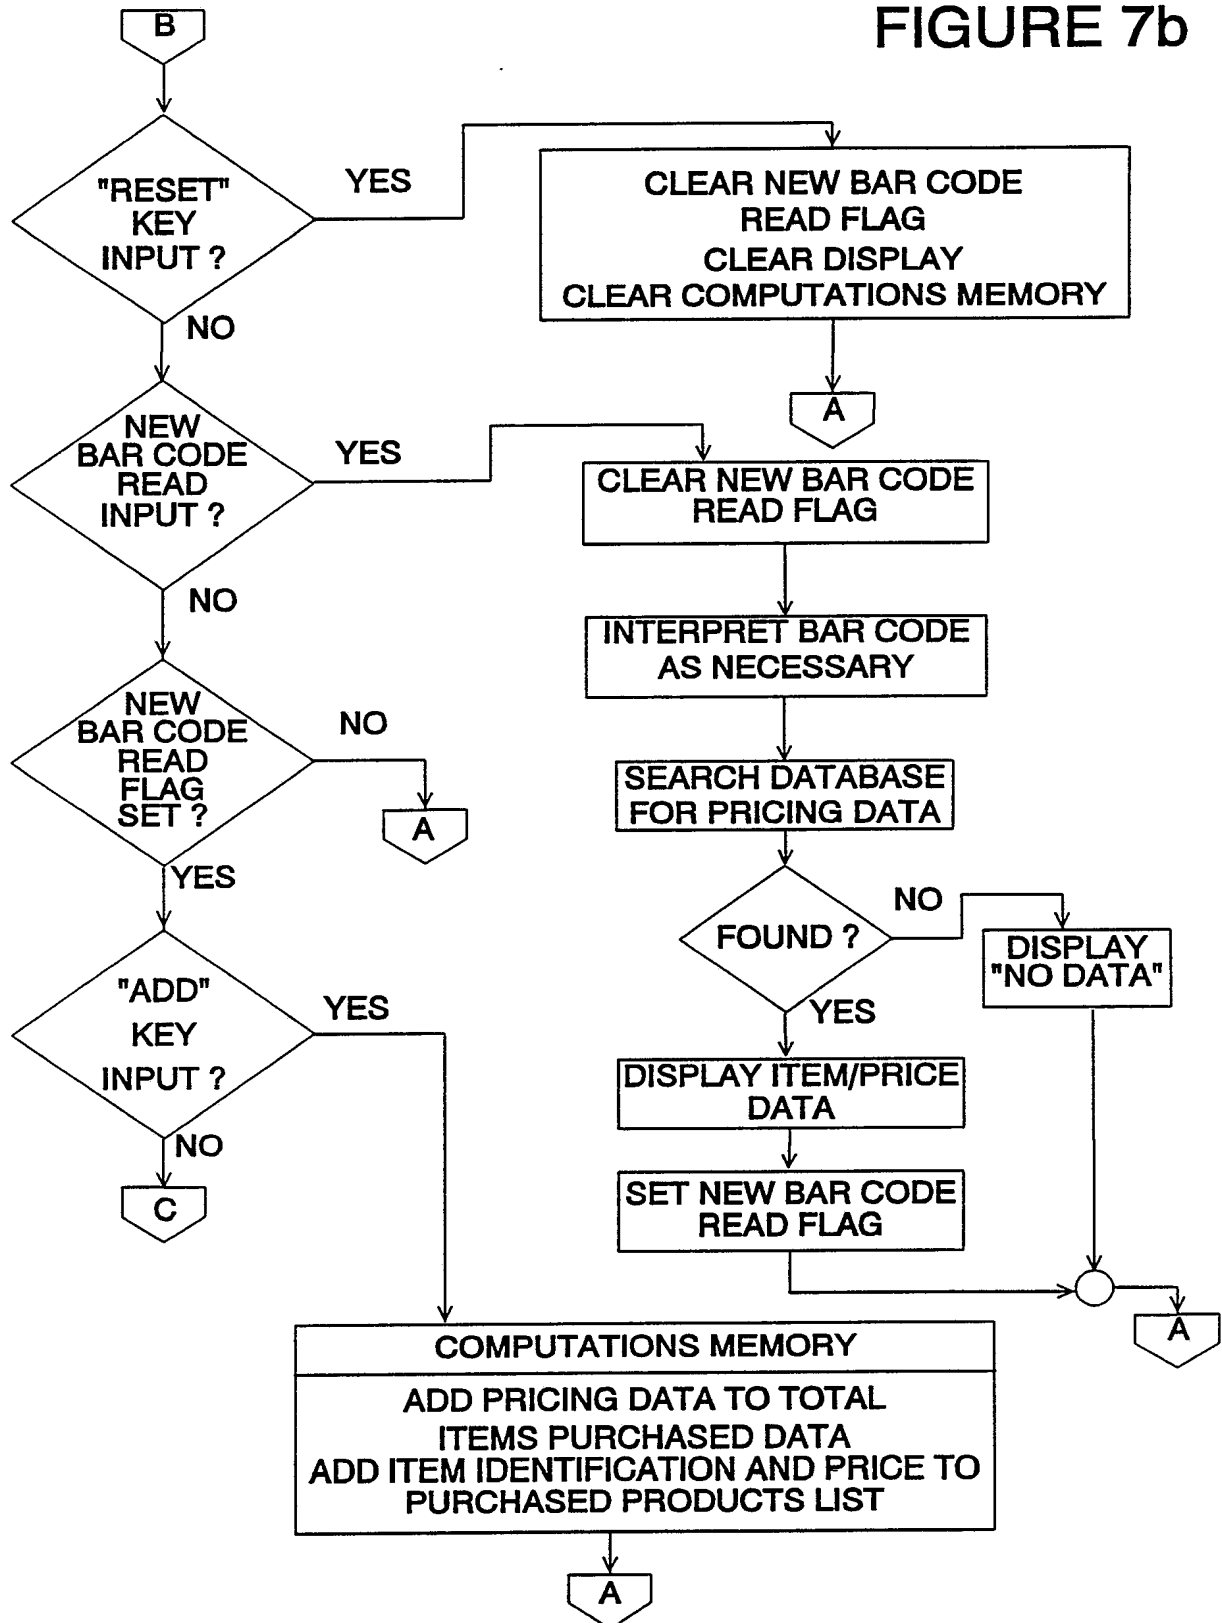 FIGURE 7b
B
"RESET"
KEY
INPUT ?
YES
NO
CLEAR NEW BAR CODE
READ FLAG
CLEAR DISPLAY
CLEAR COMPUTATIONS MEMORY
A
NEW
BAR CODE
READ
INPUT ?
YES
NO
CLEAR NEW BAR CODE
READ FLAG
INTERPRET BAR CODE
AS NECESSARY
NEW
BAR CODE
READ
FLAG
SET ?
NO
A
YES
SEARCH DATABASE
FOR PRICING DATA
FOUND ?
NO
DISPLAY
"NO DATA"
YES
"ADD"
KEY
INPUT ?
YES
NO
C
DISPLAY ITEM/PRICE
DATA
SET NEW BAR CODE
READ FLAG
A
COMPUTATIONS MEMORY
ADD PRICING DATA TO TOTAL
ITEMS PURCHASED DATA
ADD ITEM IDENTIFICATION AND PRICE TO
PURCHASED PRODUCTS LIST
A